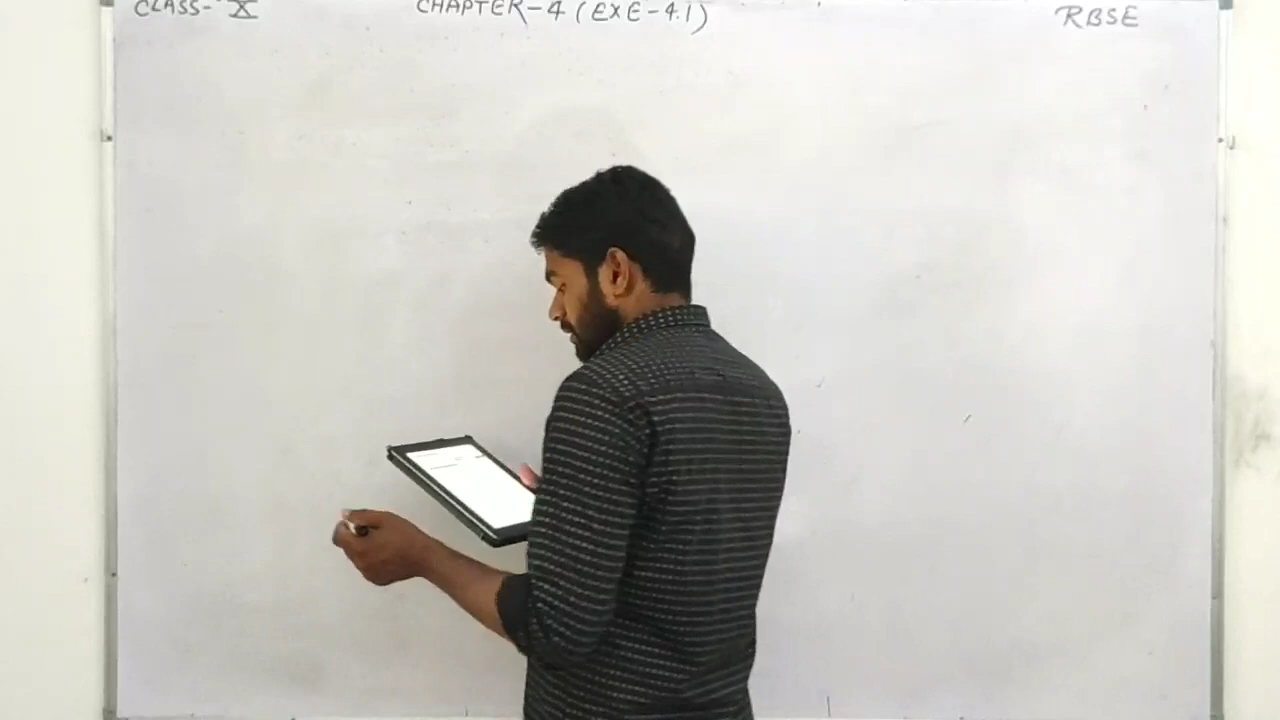 CLASS- X CHAPTER-4 (EXE-4.1) RBSE